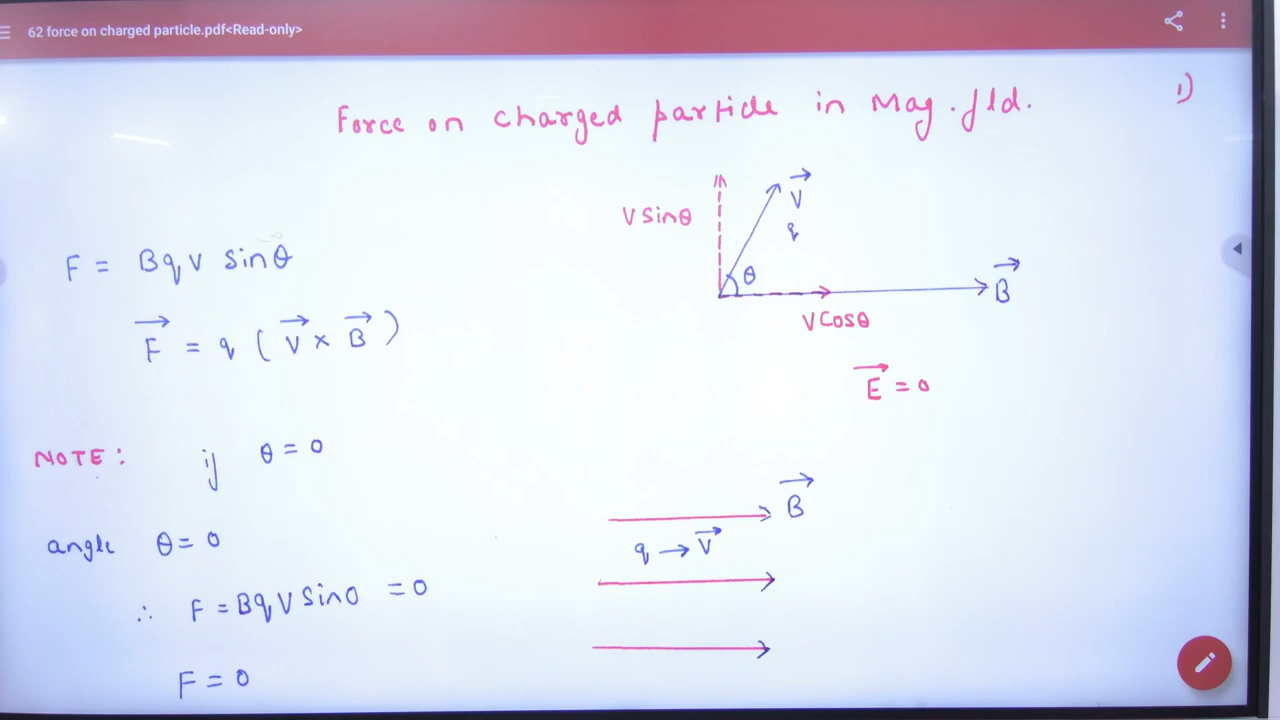 62 force on charged particle.pdf<Read-only>
Force on charged particle in Mag. fld.
1)
V sinθ
V⃗
q
θ
B⃗
V Cosθ
E⃗ = 0
F = BqV sinθ
F⃗ = q ( V⃗ × B⃗ )
NOTE: if θ = 0
B⃗
angle θ = 0
q → V⃗
∴ F = BqV Sin0 = 0
F = 0